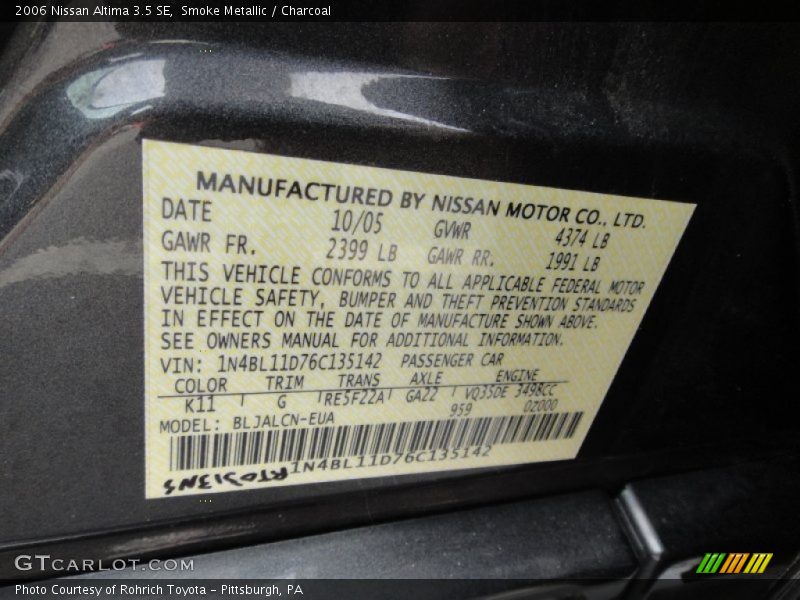 2006 Nissan Altima 3.5 SE, Smoke Metallic / Charcoal
MANUFACTURED BY NISSAN MOTOR CO., LTD.
DATE 10/05 GVWR 4374 LB
GAWR FR. 2399 LB GAWR RR. 1991 LB
THIS VEHICLE CONFORMS TO ALL APPLICABLE FEDERAL MOTOR
VEHICLE SAFETY, BUMPER AND THEFT PREVENTION STANDARDS
IN EFFECT ON THE DATE OF MANUFACTURE SHOWN ABOVE.
SEE OWNERS MANUAL FOR ADDITIONAL INFORMATION.
VIN: 1N4BL11D76C135142 PASSENGER CAR
COLOR TRIM TRANS AXLE ENGINE
K11 G RE5F22A GA22 VQ35DE 3498CC
MODEL: BLJALCN-EUA 959 0Z000
1N4BL11D76C135142
GTCARLOT.COM
Photo Courtesy of Rohrich Toyota - Pittsburgh, PA